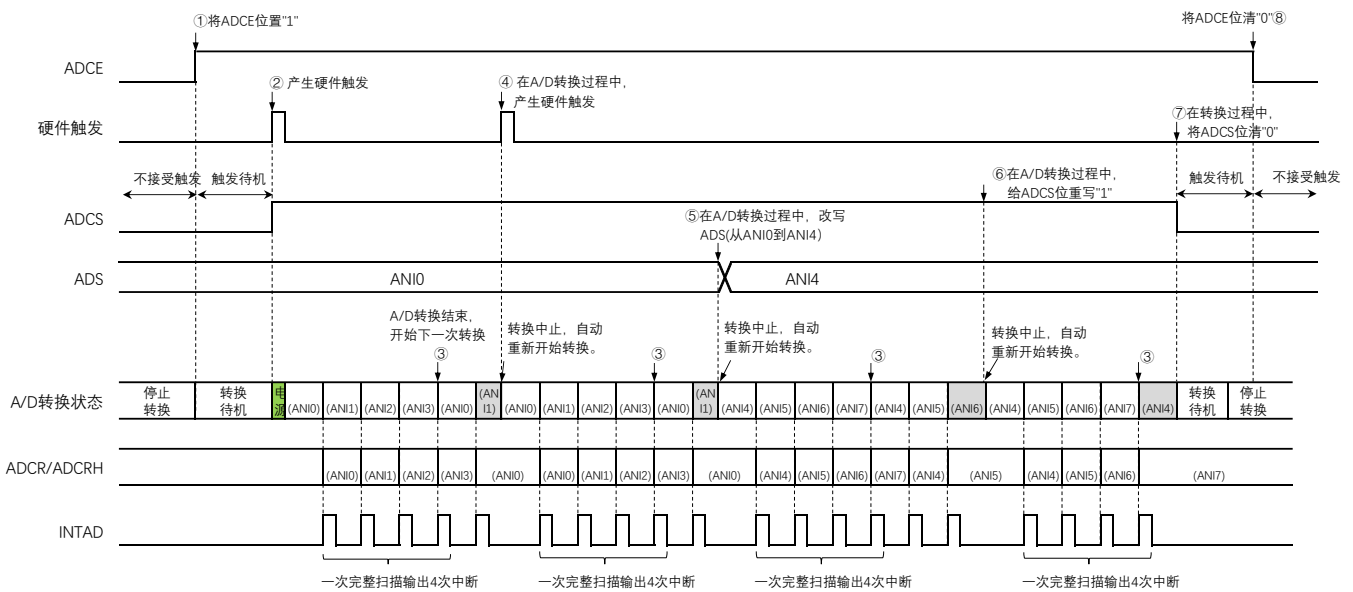 ①将ADCE位置"1"
将ADCE位清"0"⑧
ADCE
② 产生硬件触发
④ 在A/D转换过程中，
产生硬件触发
硬件触发
⑦在转换过程中，
将ADCS位清"0"
不接受触发
触发待机
⑥在A/D转换过程中，
给ADCS位重写"1"
触发待机
不接受触发
ADCS
⑤在A/D转换过程中，改写
ADS(从ANI0到ANI4）
ADS
ANI0
ANI4
A/D转换结束，
开始下一次转换
③
转换中止，自动
重新开始转换。
③
转换中止，自动
重新开始转换。
③
转换中止，自动
重新开始转换。
③
A/D转换状态
停止
转换
转换
待机
电
源
(ANI0) (ANI1) (ANI2) (ANI3) (ANI0)
(AN
I1)
(ANI0) (ANI1) (ANI2) (ANI3) (ANI0)
(AN
I1)
(ANI4) (ANI5) (ANI6) (ANI7) (ANI4) (ANI5) (ANI6) (ANI4) (ANI5) (ANI6) (ANI7) (ANI4)
转换
待机
停止
转换
ADCR/ADCRH
(ANI0) (ANI1) (ANI2) (ANI3) (ANI0) (ANI0) (ANI1) (ANI2) (ANI3) (ANI0) (ANI4) (ANI5) (ANI6) (ANI7) (ANI4) (ANI5) (ANI4) (ANI5) (ANI6) (ANI7)
INTAD
一次完整扫描输出4次中断
一次完整扫描输出4次中断
一次完整扫描输出4次中断
一次完整扫描输出4次中断